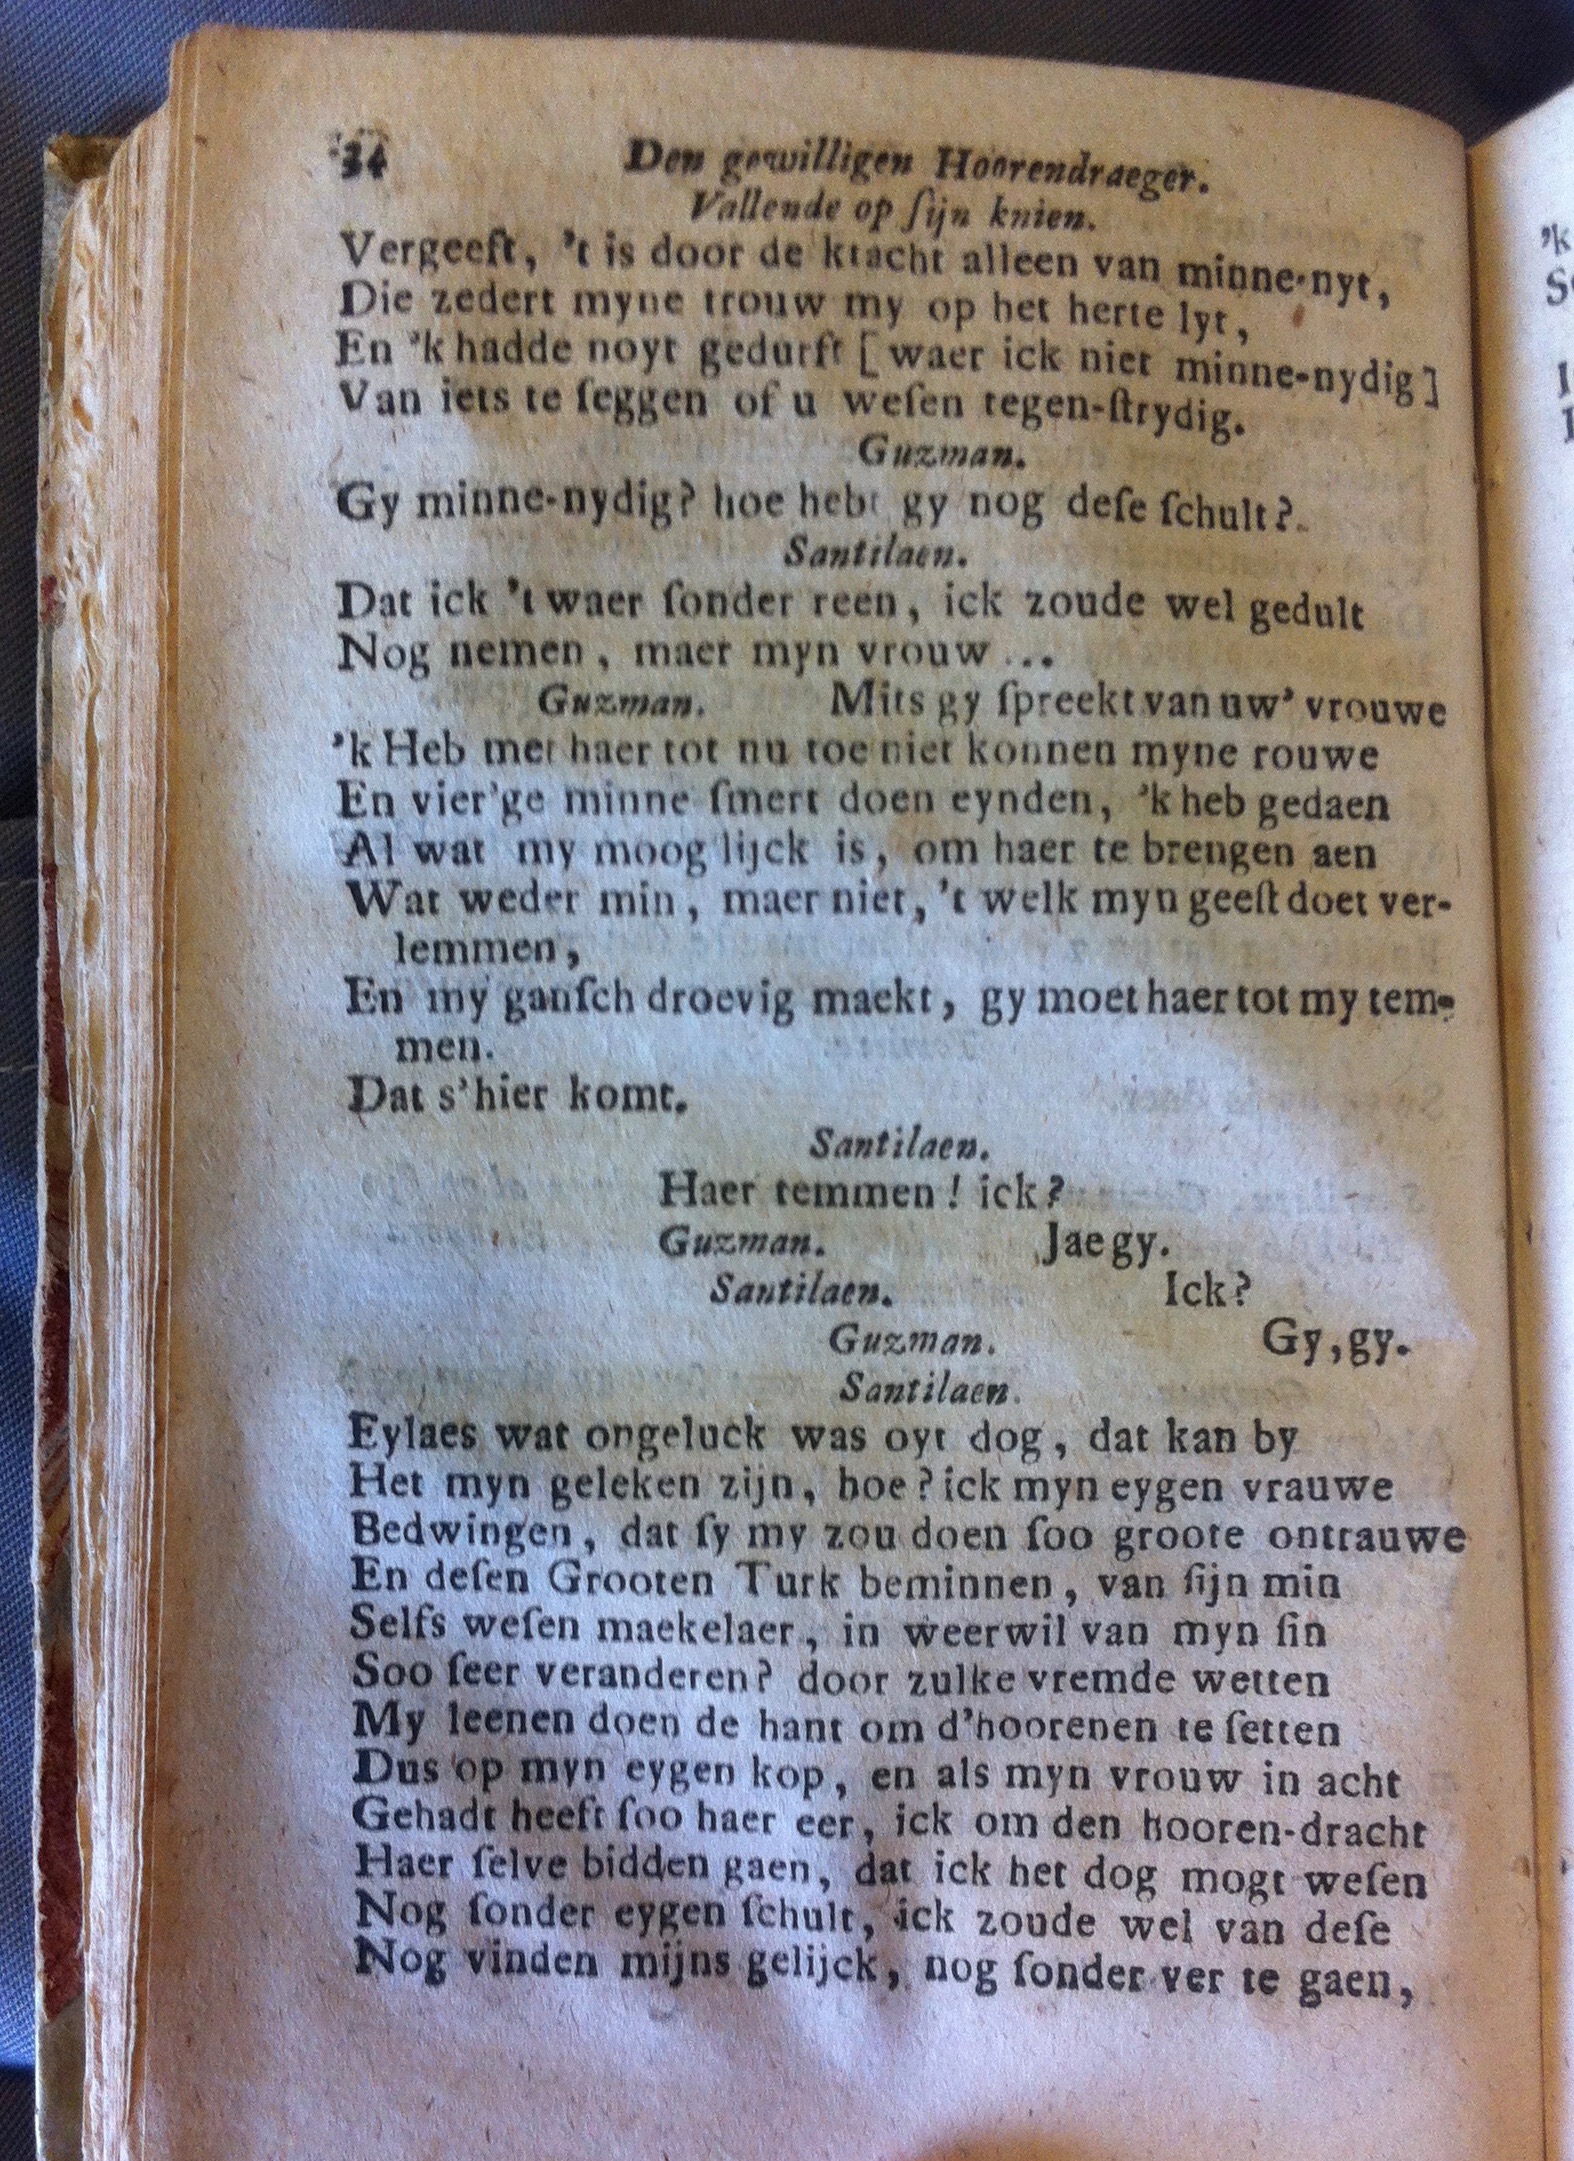 34 Den gewilligen Hoorendraeger.
Vallende op ſijn knien.
Vergeeft, 't is door de kracht alleen van minne-nyt,
Die zedert myne trouw my op het herte lyt,
En 'k hadde noyt gedurft [waer ick niet minne-nydig]
Van iets te ſeggen of u weſen tegen-ſtrydig.
Guzman.
Gy minne-nydig? hoe hebt gy nog deſe ſchult?
Santilaen.
Dat ick 't waer ſonder reen, ick zoude wel gedult
Nog nemen, maer myn vrouw ...
Guzman. Mits gy ſpreekt van uw' vrouwe
'k Heb met haer tot nu toe niet konnen myne rouwe
En vier'ge minne ſmert doen eynden, 'k heb gedaen
Al wat my moog'lijck is, om haer te brengen aen
Wat weder min, maer niet, 't welk myn geeſt doet ver-
lemmen,
En my ganſch droevig maekt, gy moet haer tot my tem-
men.
Dat s'hier komt.
Santilaen.
Haer temmen! ick?
Guzman. Jae gy.
Santilaen. Ick?
Guzman. Gy, gy.
Santilaen.
Eylaes wat ongeluck was oyt dog, dat kan by
Het myn geleken zijn, hoe? ick myn eygen vrauwe
Bedwingen, dat ſy my zou doen ſoo groote ontrauwe
En deſen Grooten Turk beminnen, van ſijn min
Selfs weſen maekelaer, in weerwil van myn ſin
Soo ſeer veranderen? door zulke vremde wetten
My leenen doen de hant om d'hoorenen te ſetten
Dus op myn eygen kop, en als myn vrouw in acht
Gehadt heeft ſoo haer eer, ick om den hooren-dracht
Haer ſelve bidden gaen, dat ick het dog mogt weſen
Nog ſonder eygen ſchult, ick zoude wel van deſe
Nog vinden mijns gelijck, nog ſonder ver te gaen,